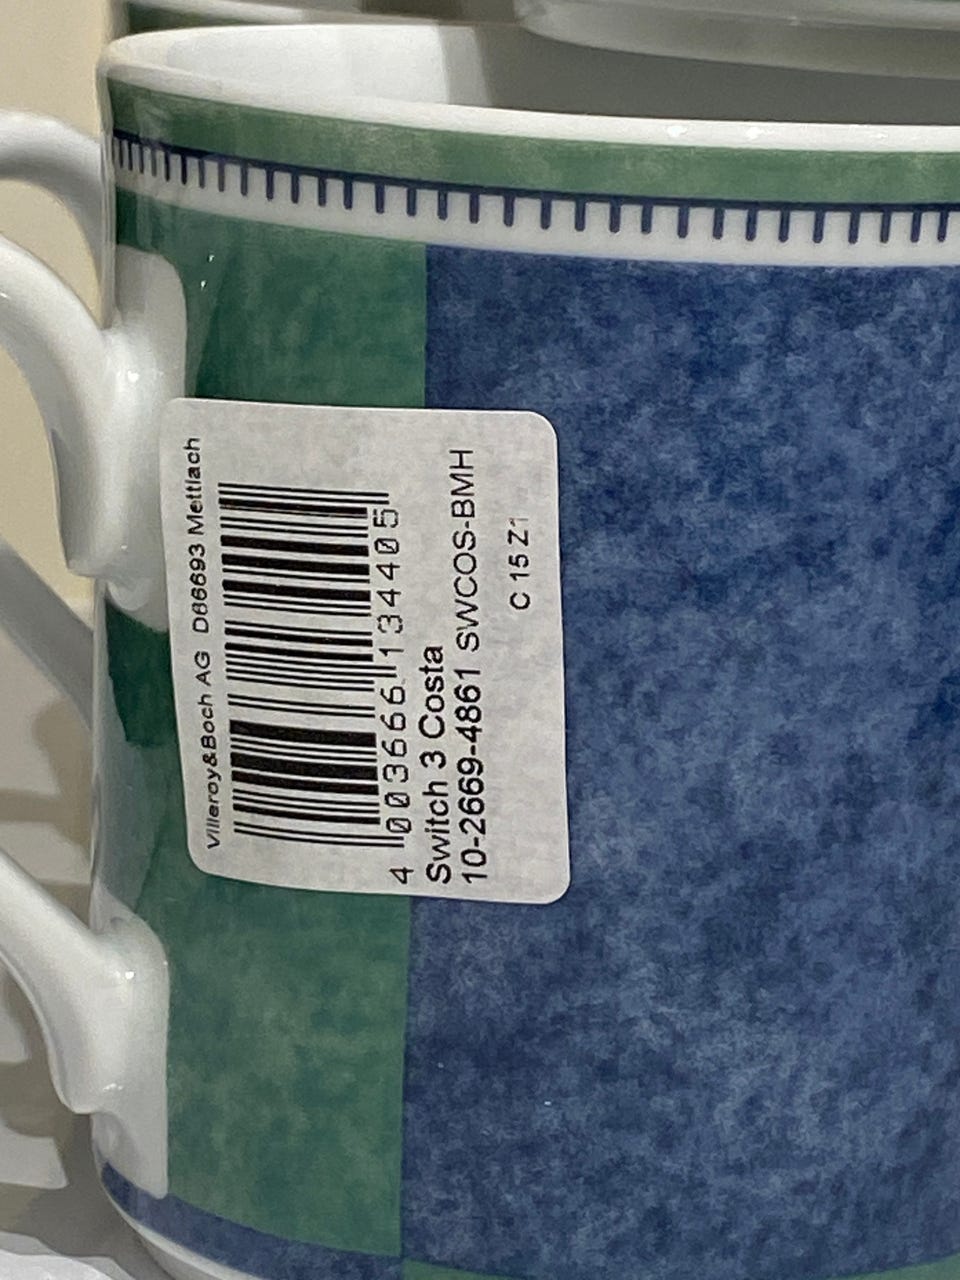 Villeroy&Boch AG D66693 Mettlach
4 003666 134405
Switch 3 Costa
10-2669-4861 SWCOS-BMH
C 15 Z1